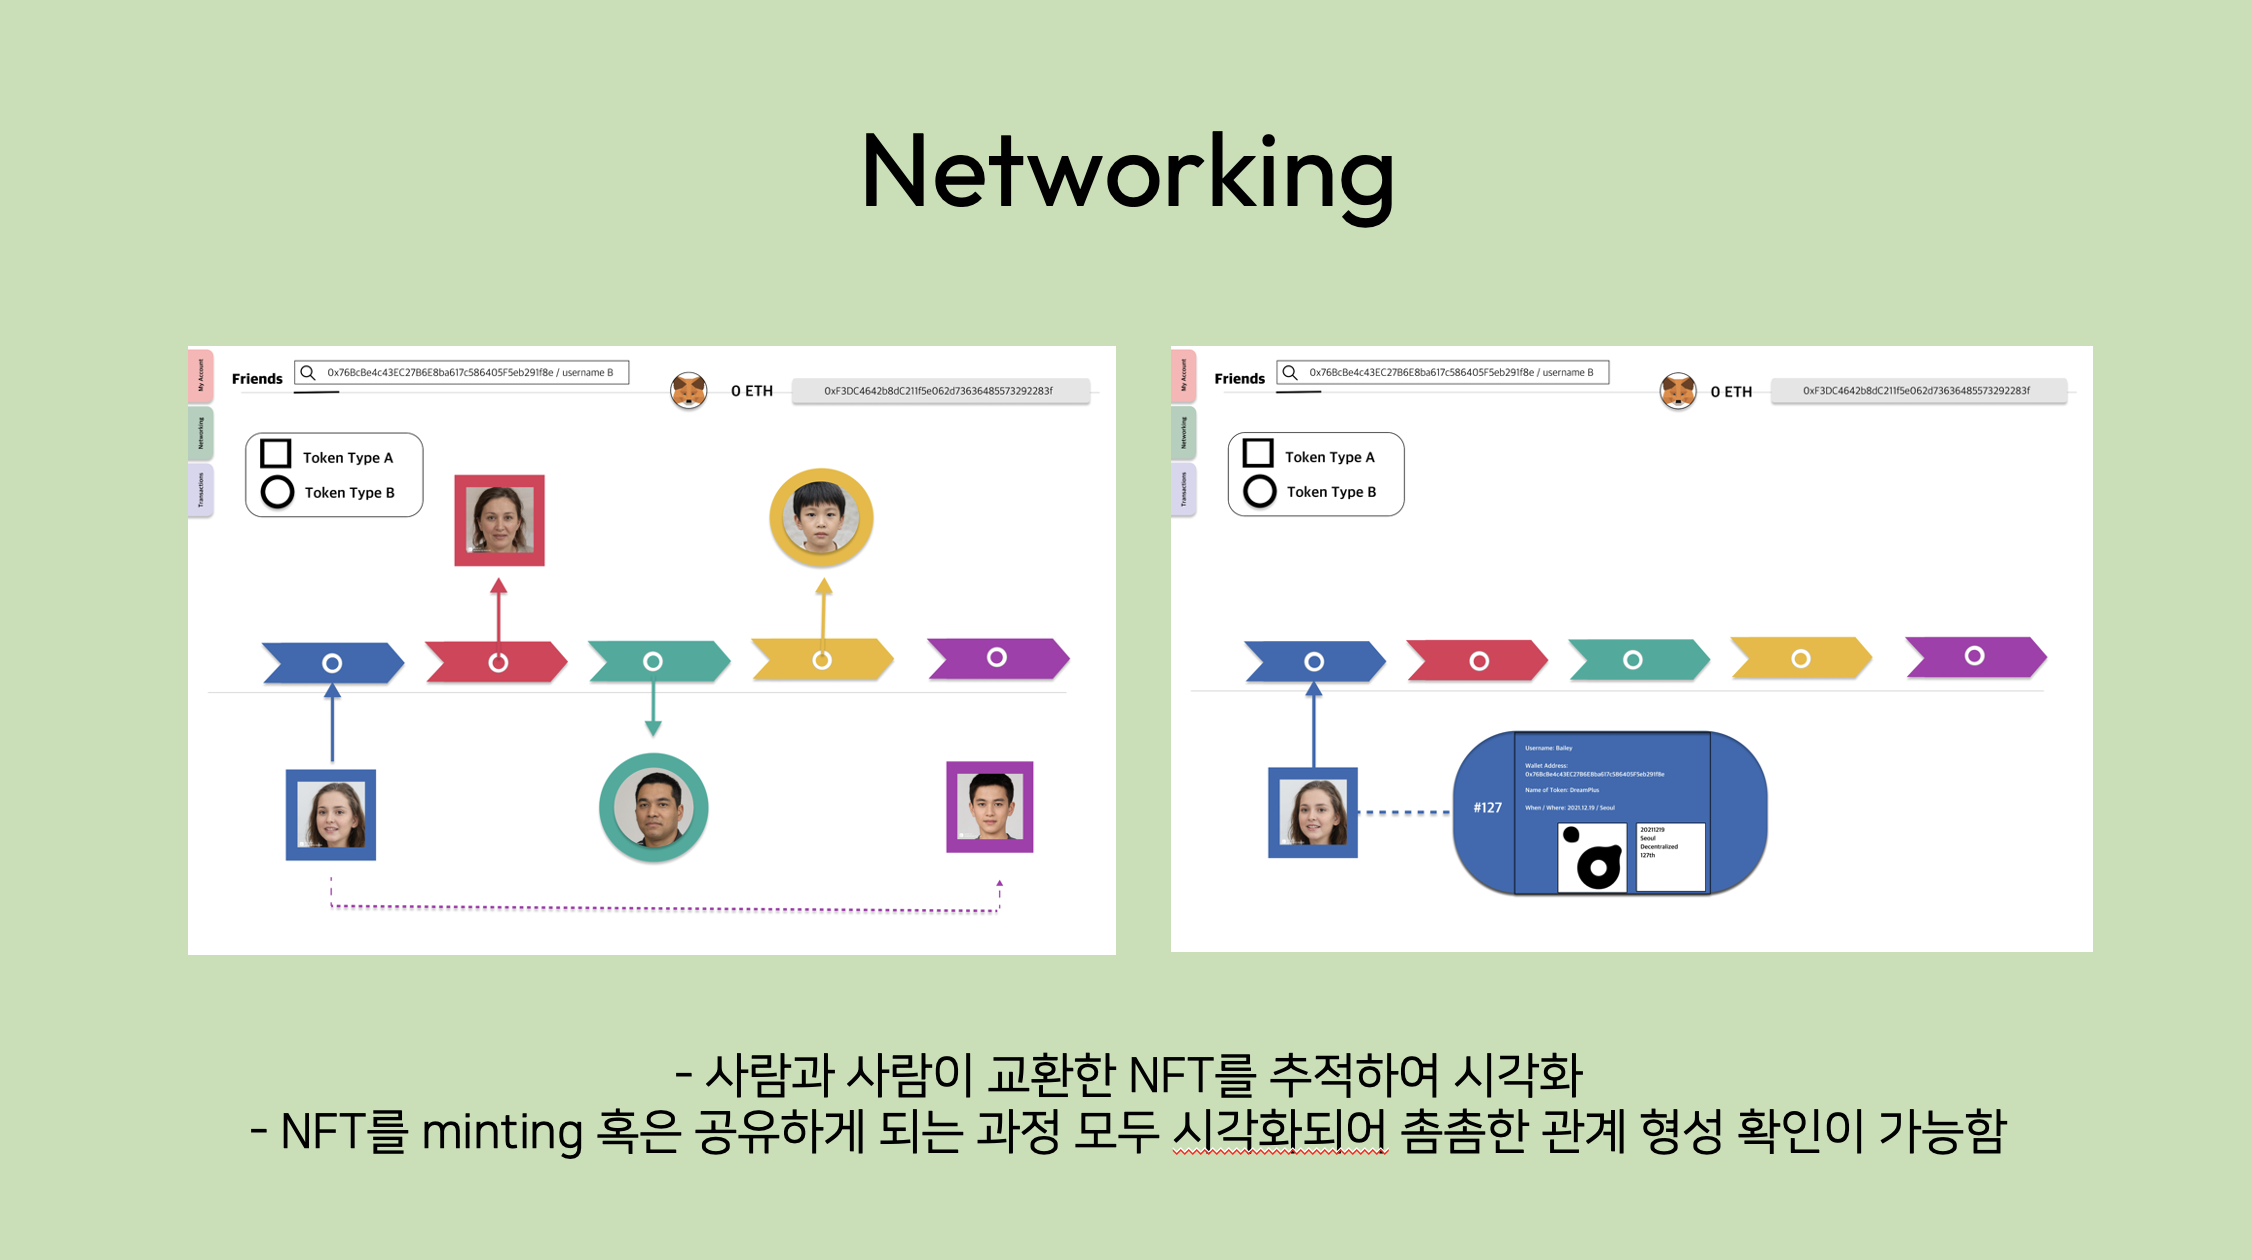 Networking
My Account
Networking
Transactions
Friends
0x76BcBe4c43EC27B6E8ba617c586405F5eb291f8e / username B
0 ETH
0xF3DC4642b8dC211f5e062d73636485573292283f
Token Type A
Token Type B
My Account
Networking
Transactions
Friends
0x76BcBe4c43EC27B6E8ba617c586405F5eb291f8e / username B
0 ETH
0xF3DC4642b8dC211f5e062d73636485573292283f
Token Type A
Token Type B
#127
Username: Bailey
Wallet Address:
0x76BcBe4c43EC27B6E8ba617c586405F5eb291f8e
Name of Token: DreamPlus
When / Where: 2021.12.19 / Seoul
20211219
Seoul
Decentralized
127th
- 사람과 사람이 교환한 NFT를 추적하여 시각화
- NFT를 minting 혹은 공유하게 되는 과정 모두 시각화되어 촘촘한 관계 형성 확인이 가능함